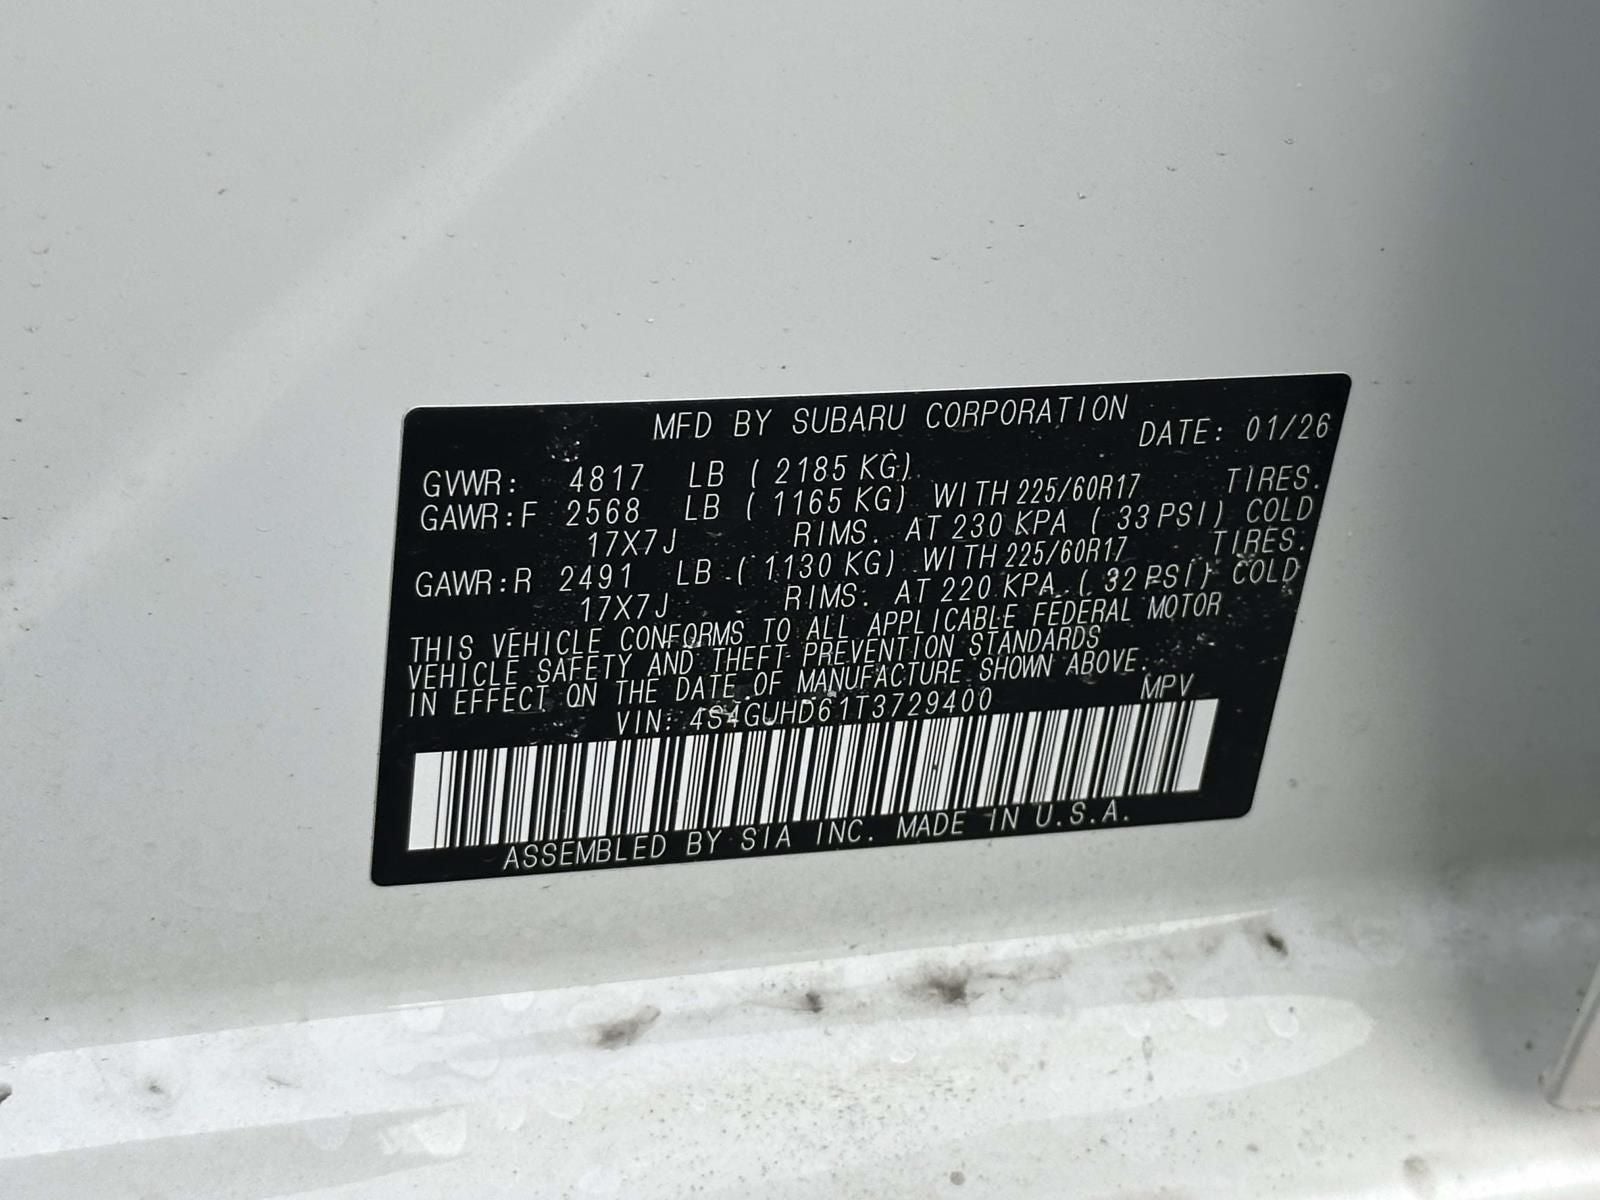 MFD BY SUBARU CORPORATION
DATE: 01/26
GVWR: 4817 LB ( 2185 KG)
GAWR:F 2568 LB ( 1165 KG) WITH 225/60R17 TIRES.
17X7J RIMS. AT 230 KPA ( 33 PSI) COLD
GAWR:R 2491 LB ( 1130 KG) WITH 225/60R17 TIRES.
17X7J RIMS. AT 220 KPA ( 32 PSI) COLD
THIS VEHICLE CONFORMS TO ALL APPLICABLE FEDERAL MOTOR
VEHICLE SAFETY AND THEFT PREVENTION STANDARDS
IN EFFECT ON THE DATE OF MANUFACTURE SHOWN ABOVE.
VIN: 4S4GUHD61T3729400 MPV
ASSEMBLED BY SIA INC. MADE IN U.S.A.